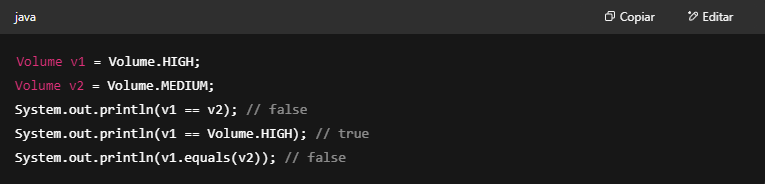 java
Copiar
Editar
Volume v1 = Volume.HIGH;
Volume v2 = Volume.MEDIUM;
System.out.println(v1 == v2); // false
System.out.println(v1 == Volume.HIGH); // true
System.out.println(v1.equals(v2)); // false